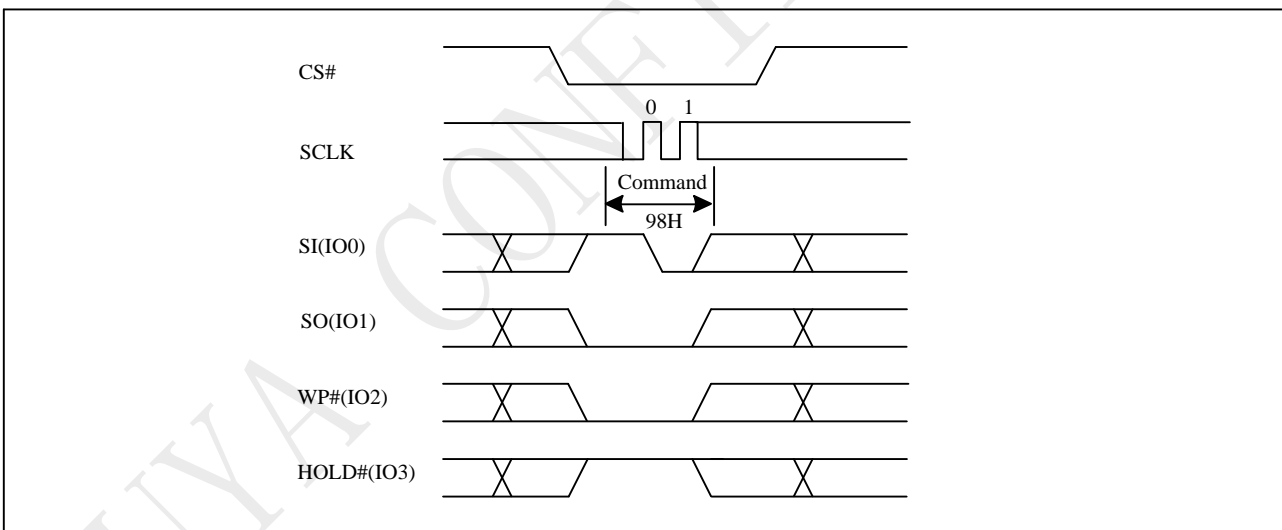 CS#
0 1
SCLK
Command
98H
SI(IO0)
SO(IO1)
WP#(IO2)
HOLD#(IO3)